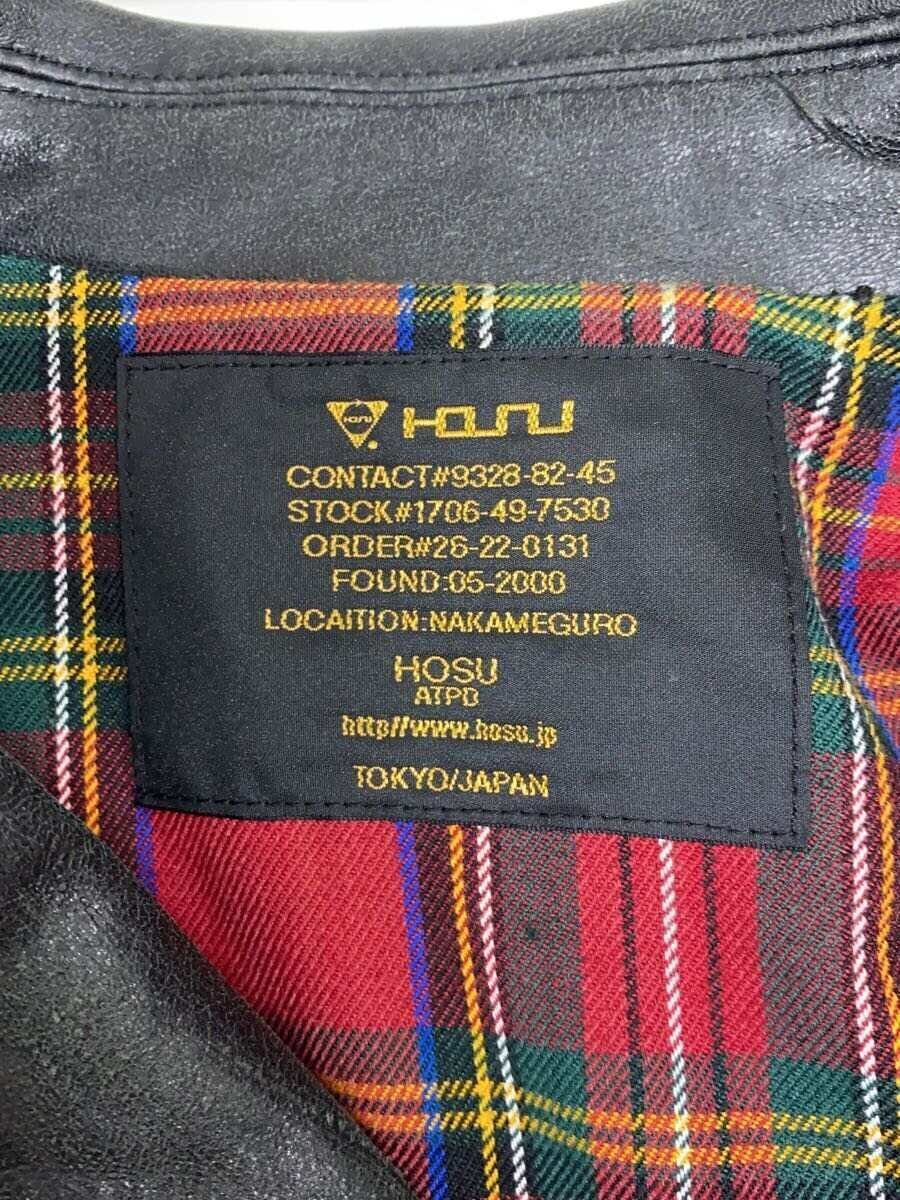 HOSU HOSU
CONTACT#9328-82-45
STOCK#1706-49-7530
ORDER#26-22-0131
FOUND:05-2000
LOCAITION:NAKAMEGURO
HOSU
ATPD
http//www.hosu.jp
TOKYO/JAPAN